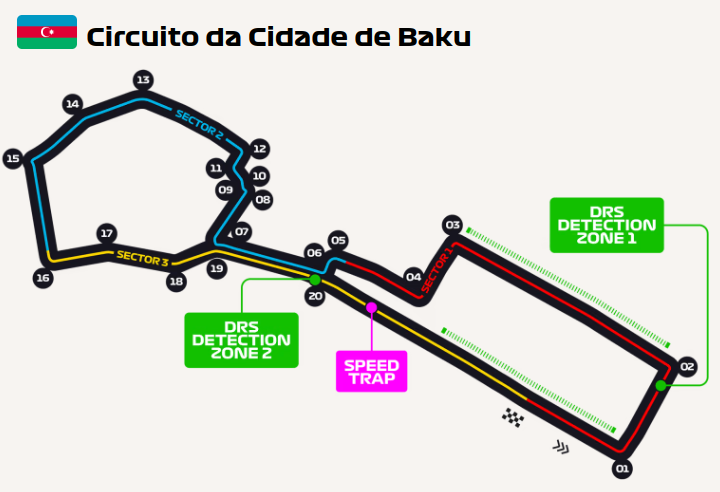 Circuito da Cidade de Baku
13
14
SECTOR 2
12
15
11
10
09
08
03
DRS
DETECTION
ZONE 1
17
07
05
06
SECTOR 3
SECTOR 1
16
18
19
04
20
DRS
DETECTION
ZONE 2
SPEED
TRAP
02
01